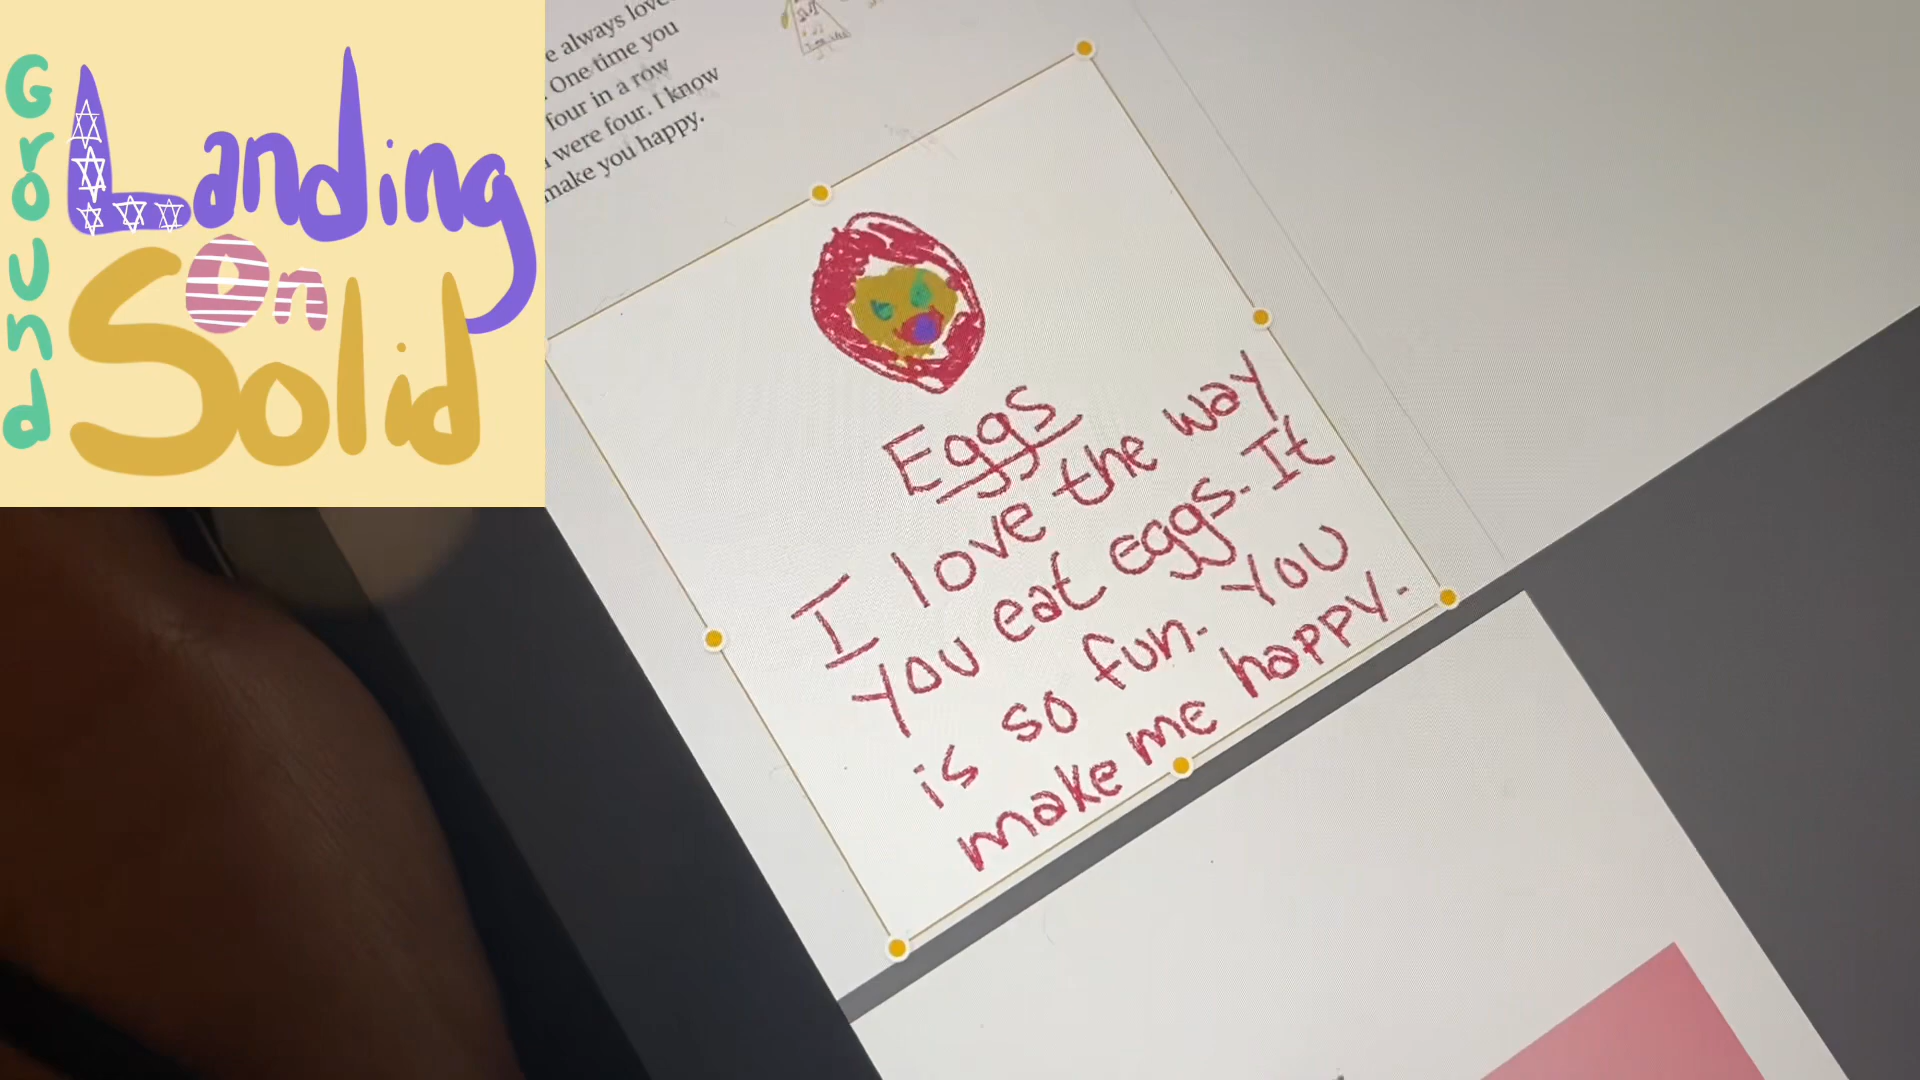 Ground
Landing
On
Solid
e always love
. One time you
four in a row
were four. I know
make you happy.
Eggs
I love the way
you eat eggs. It
is so fun. You
make me happy.